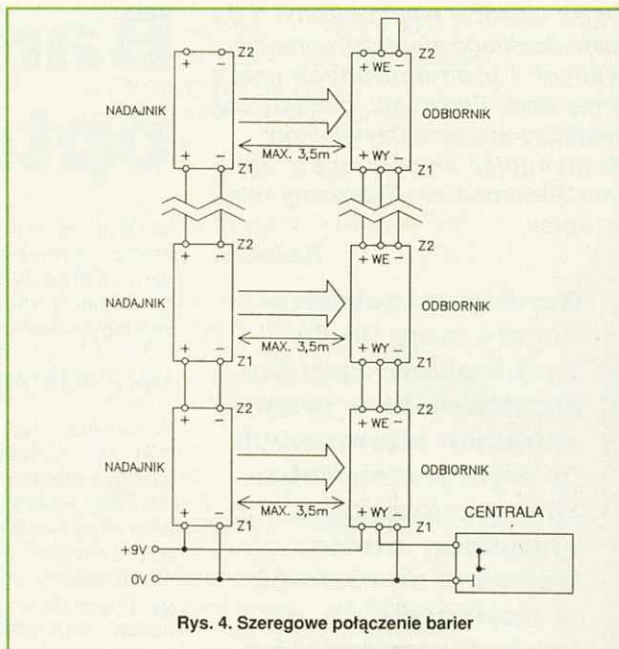 Z2 Z2
+ − + WE −
NADAJNIK ODBIORNIK
MAX. 3,5m
+ − + WY −
Z1 Z1
Z2 Z2
+ − + WE −
NADAJNIK ODBIORNIK
MAX. 3,5m
+ − + WY −
Z1 Z1
Z2 Z2
+ − + WE −
NADAJNIK ODBIORNIK
MAX. 3,5m
+ − + WY −
Z1 Z1
CENTRALA
+9V
0V
Rys. 4. Szeregowe połączenie barier